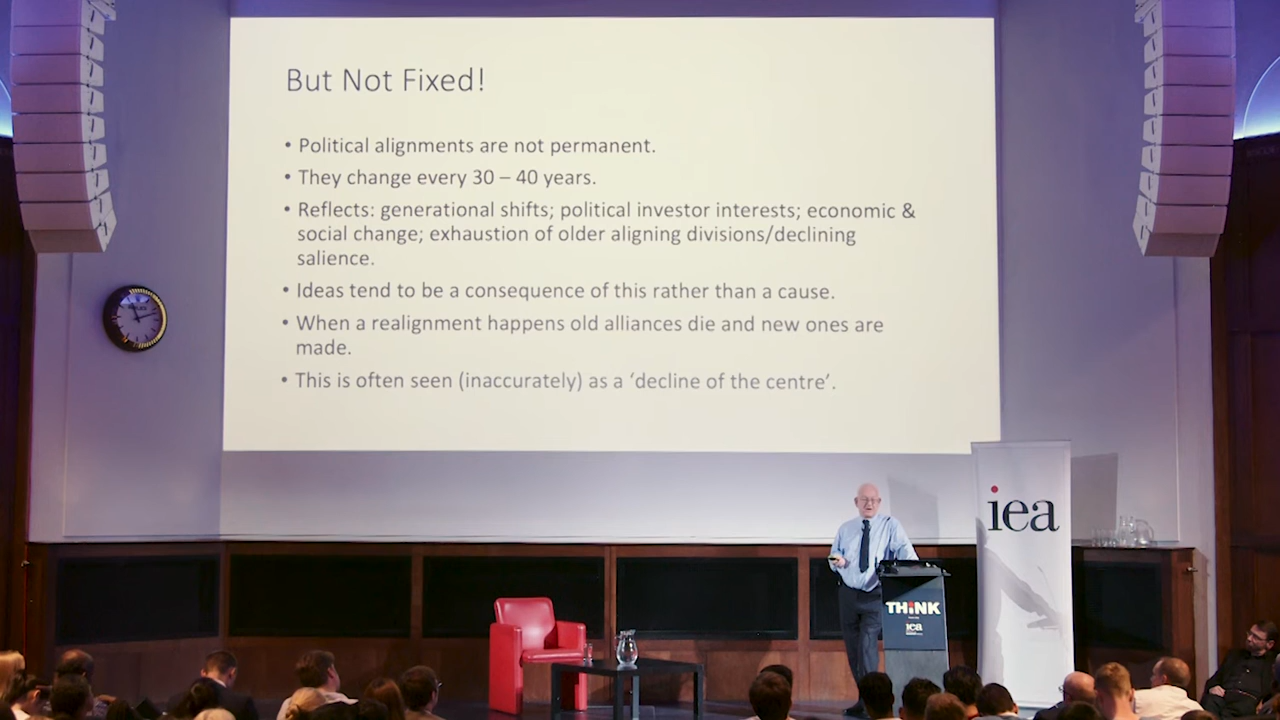 But Not Fixed!
• Political alignments are not permanent.
• They change every 30 – 40 years.
• Reflects: generational shifts; political investor interests; economic &
social change; exhaustion of older aligning divisions/declining
salience.
• Ideas tend to be a consequence of this rather than a cause.
• When a realignment happens old alliances die and new ones are
made.
• This is often seen (inaccurately) as a ‘decline of the centre’.
iea
THiNK
iea